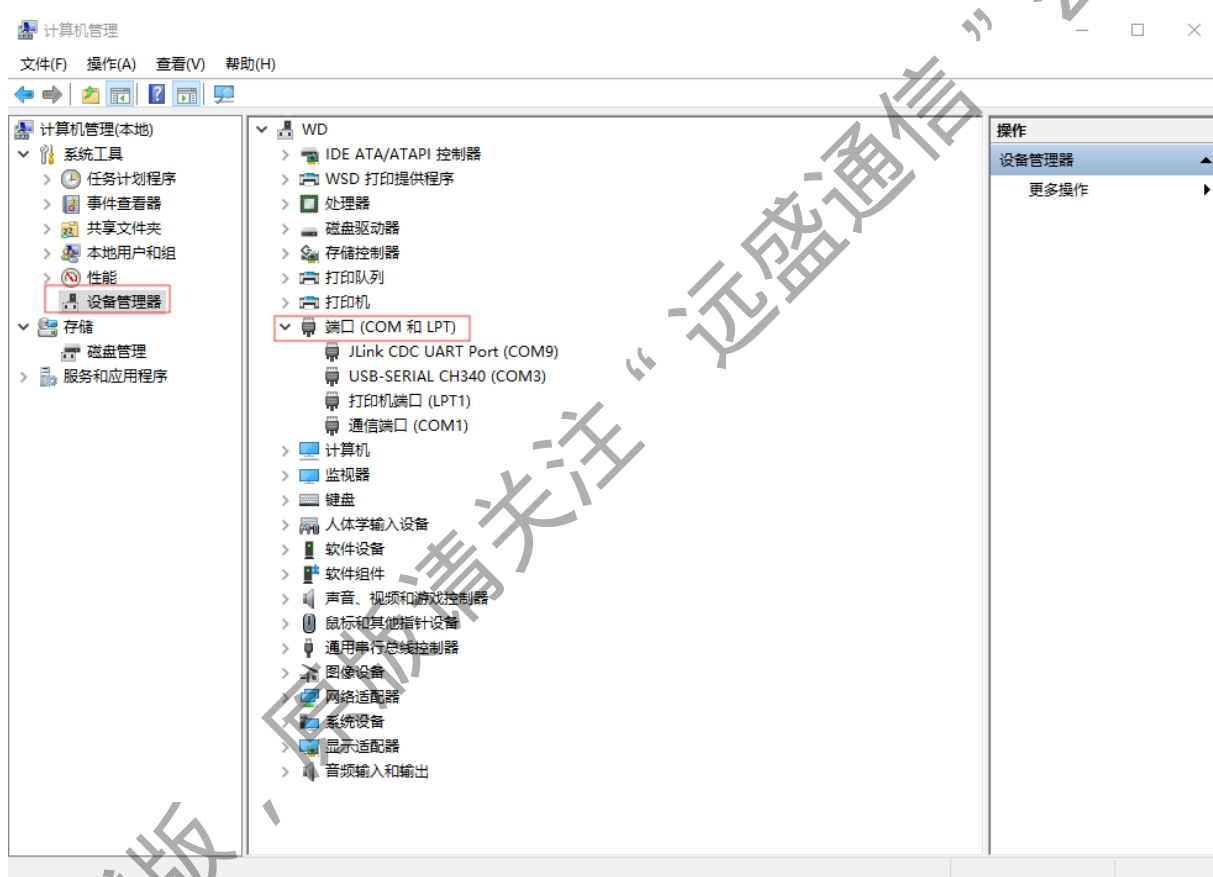 计算机管理
文件(F) 操作(A) 查看(V) 帮助(H)
计算机管理(本地)
系统工具
任务计划程序
事件查看器
共享文件夹
本地用户和组
性能
设备管理器
存储
磁盘管理
服务和应用程序
WD
IDE ATA/ATAPI 控制器
WSD 打印提供程序
处理器
磁盘驱动器
存储控制器
打印队列
打印机
端口 (COM 和 LPT)
JLink CDC UART Port (COM9)
USB-SERIAL CH340 (COM3)
打印机端口 (LPT1)
通信端口 (COM1)
计算机
监视器
键盘
人体学输入设备
软件设备
软件组件
声音、视频和游戏控制器
鼠标和其他指针设备
通用串行总线控制器
图像设备
网络适配器
系统设备
显示适配器
音频输入和输出
操作
设备管理器
更多操作
版，原版请关注“远盛通信”